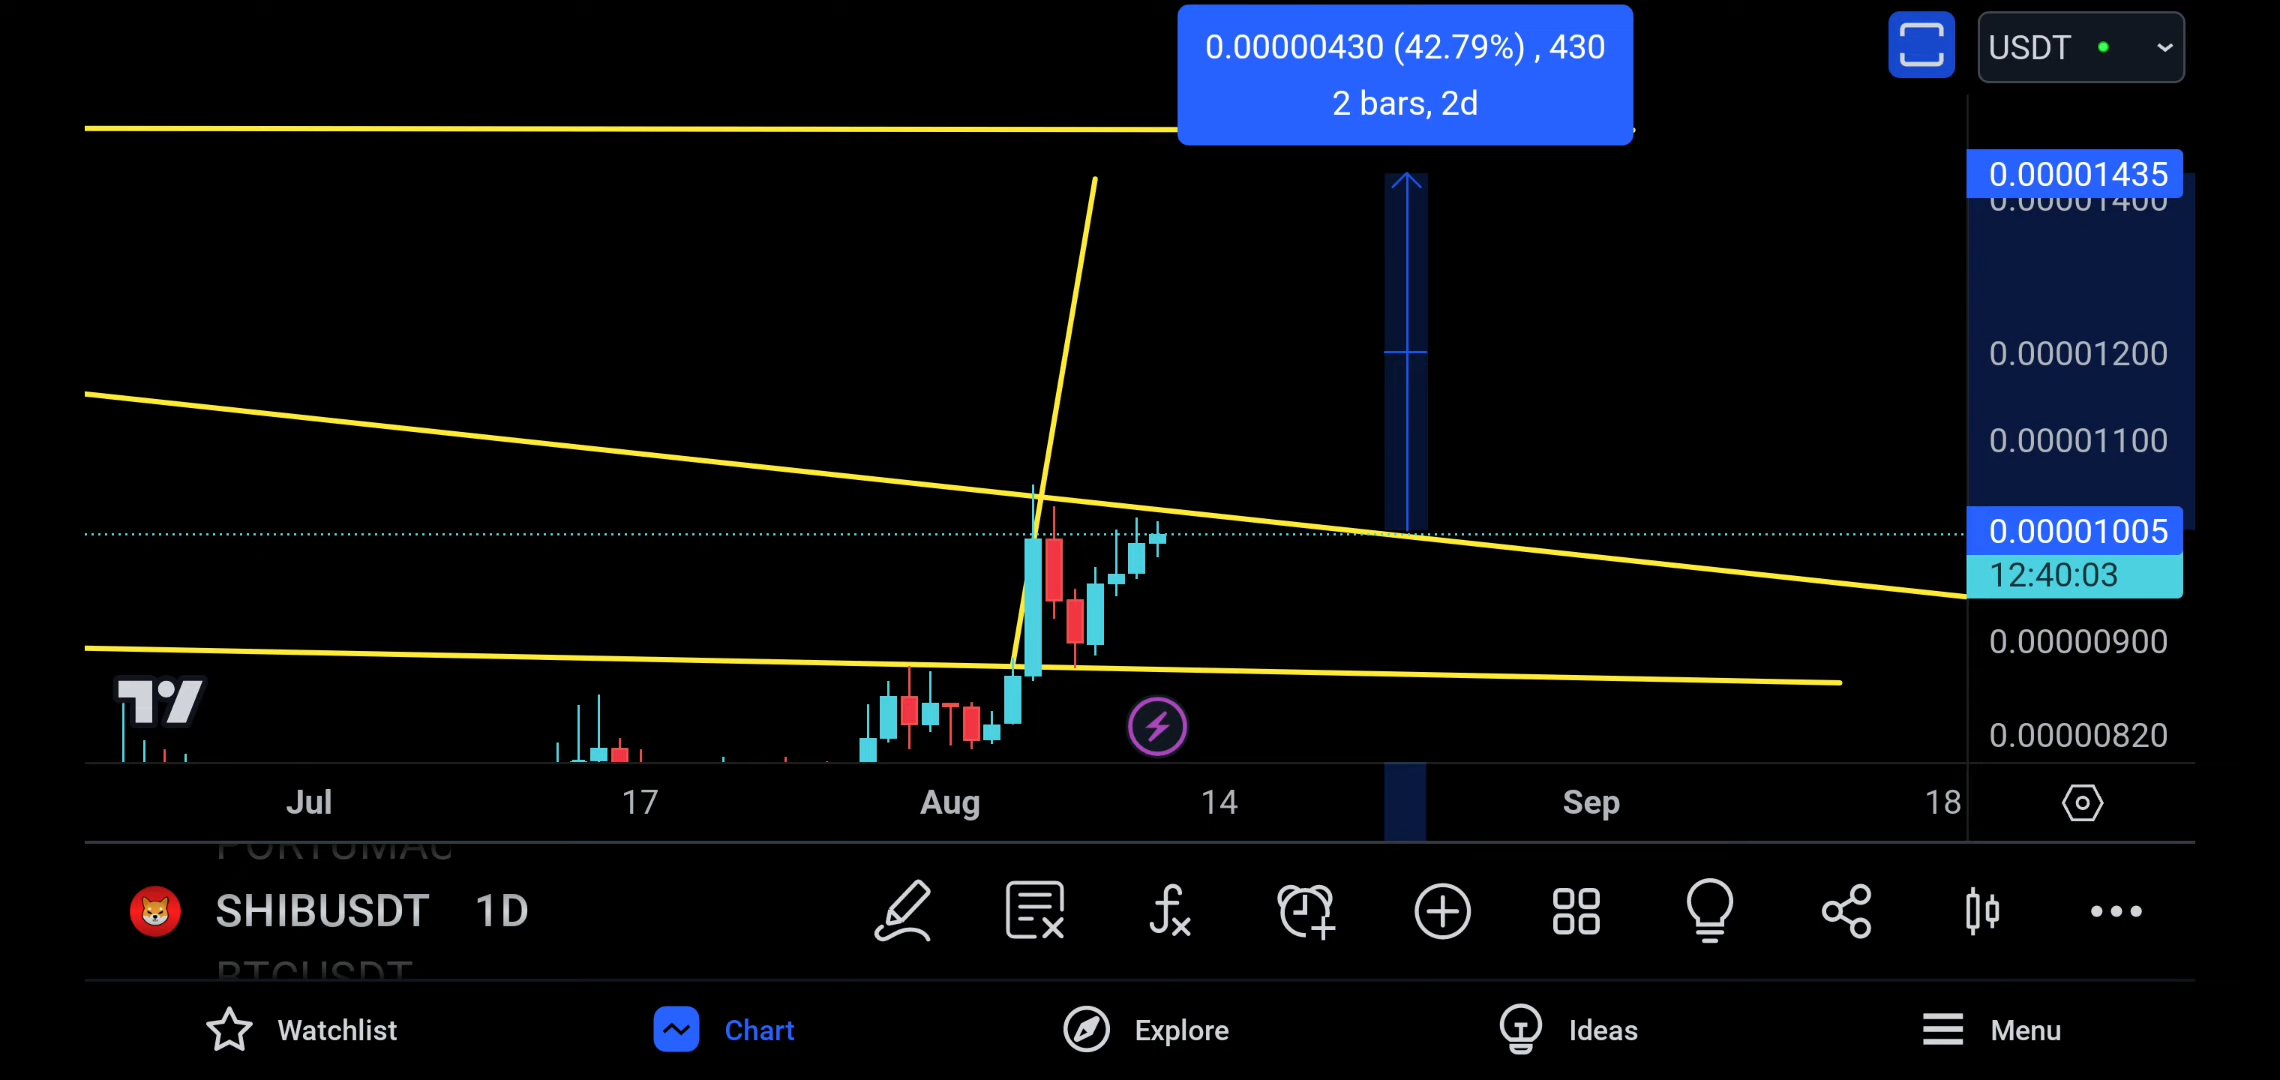 0.00000430 (42.79%) , 430
2 bars, 2d
USDT
0.00001435
0.00001400
0.00001200
0.00001100
0.00001005
12:40:03
0.00000900
0.00000820
Jul 17 Aug 14 Sep 18
SHIBUSDT 1D
BTCUSDT
Watchlist Chart Explore Ideas Menu